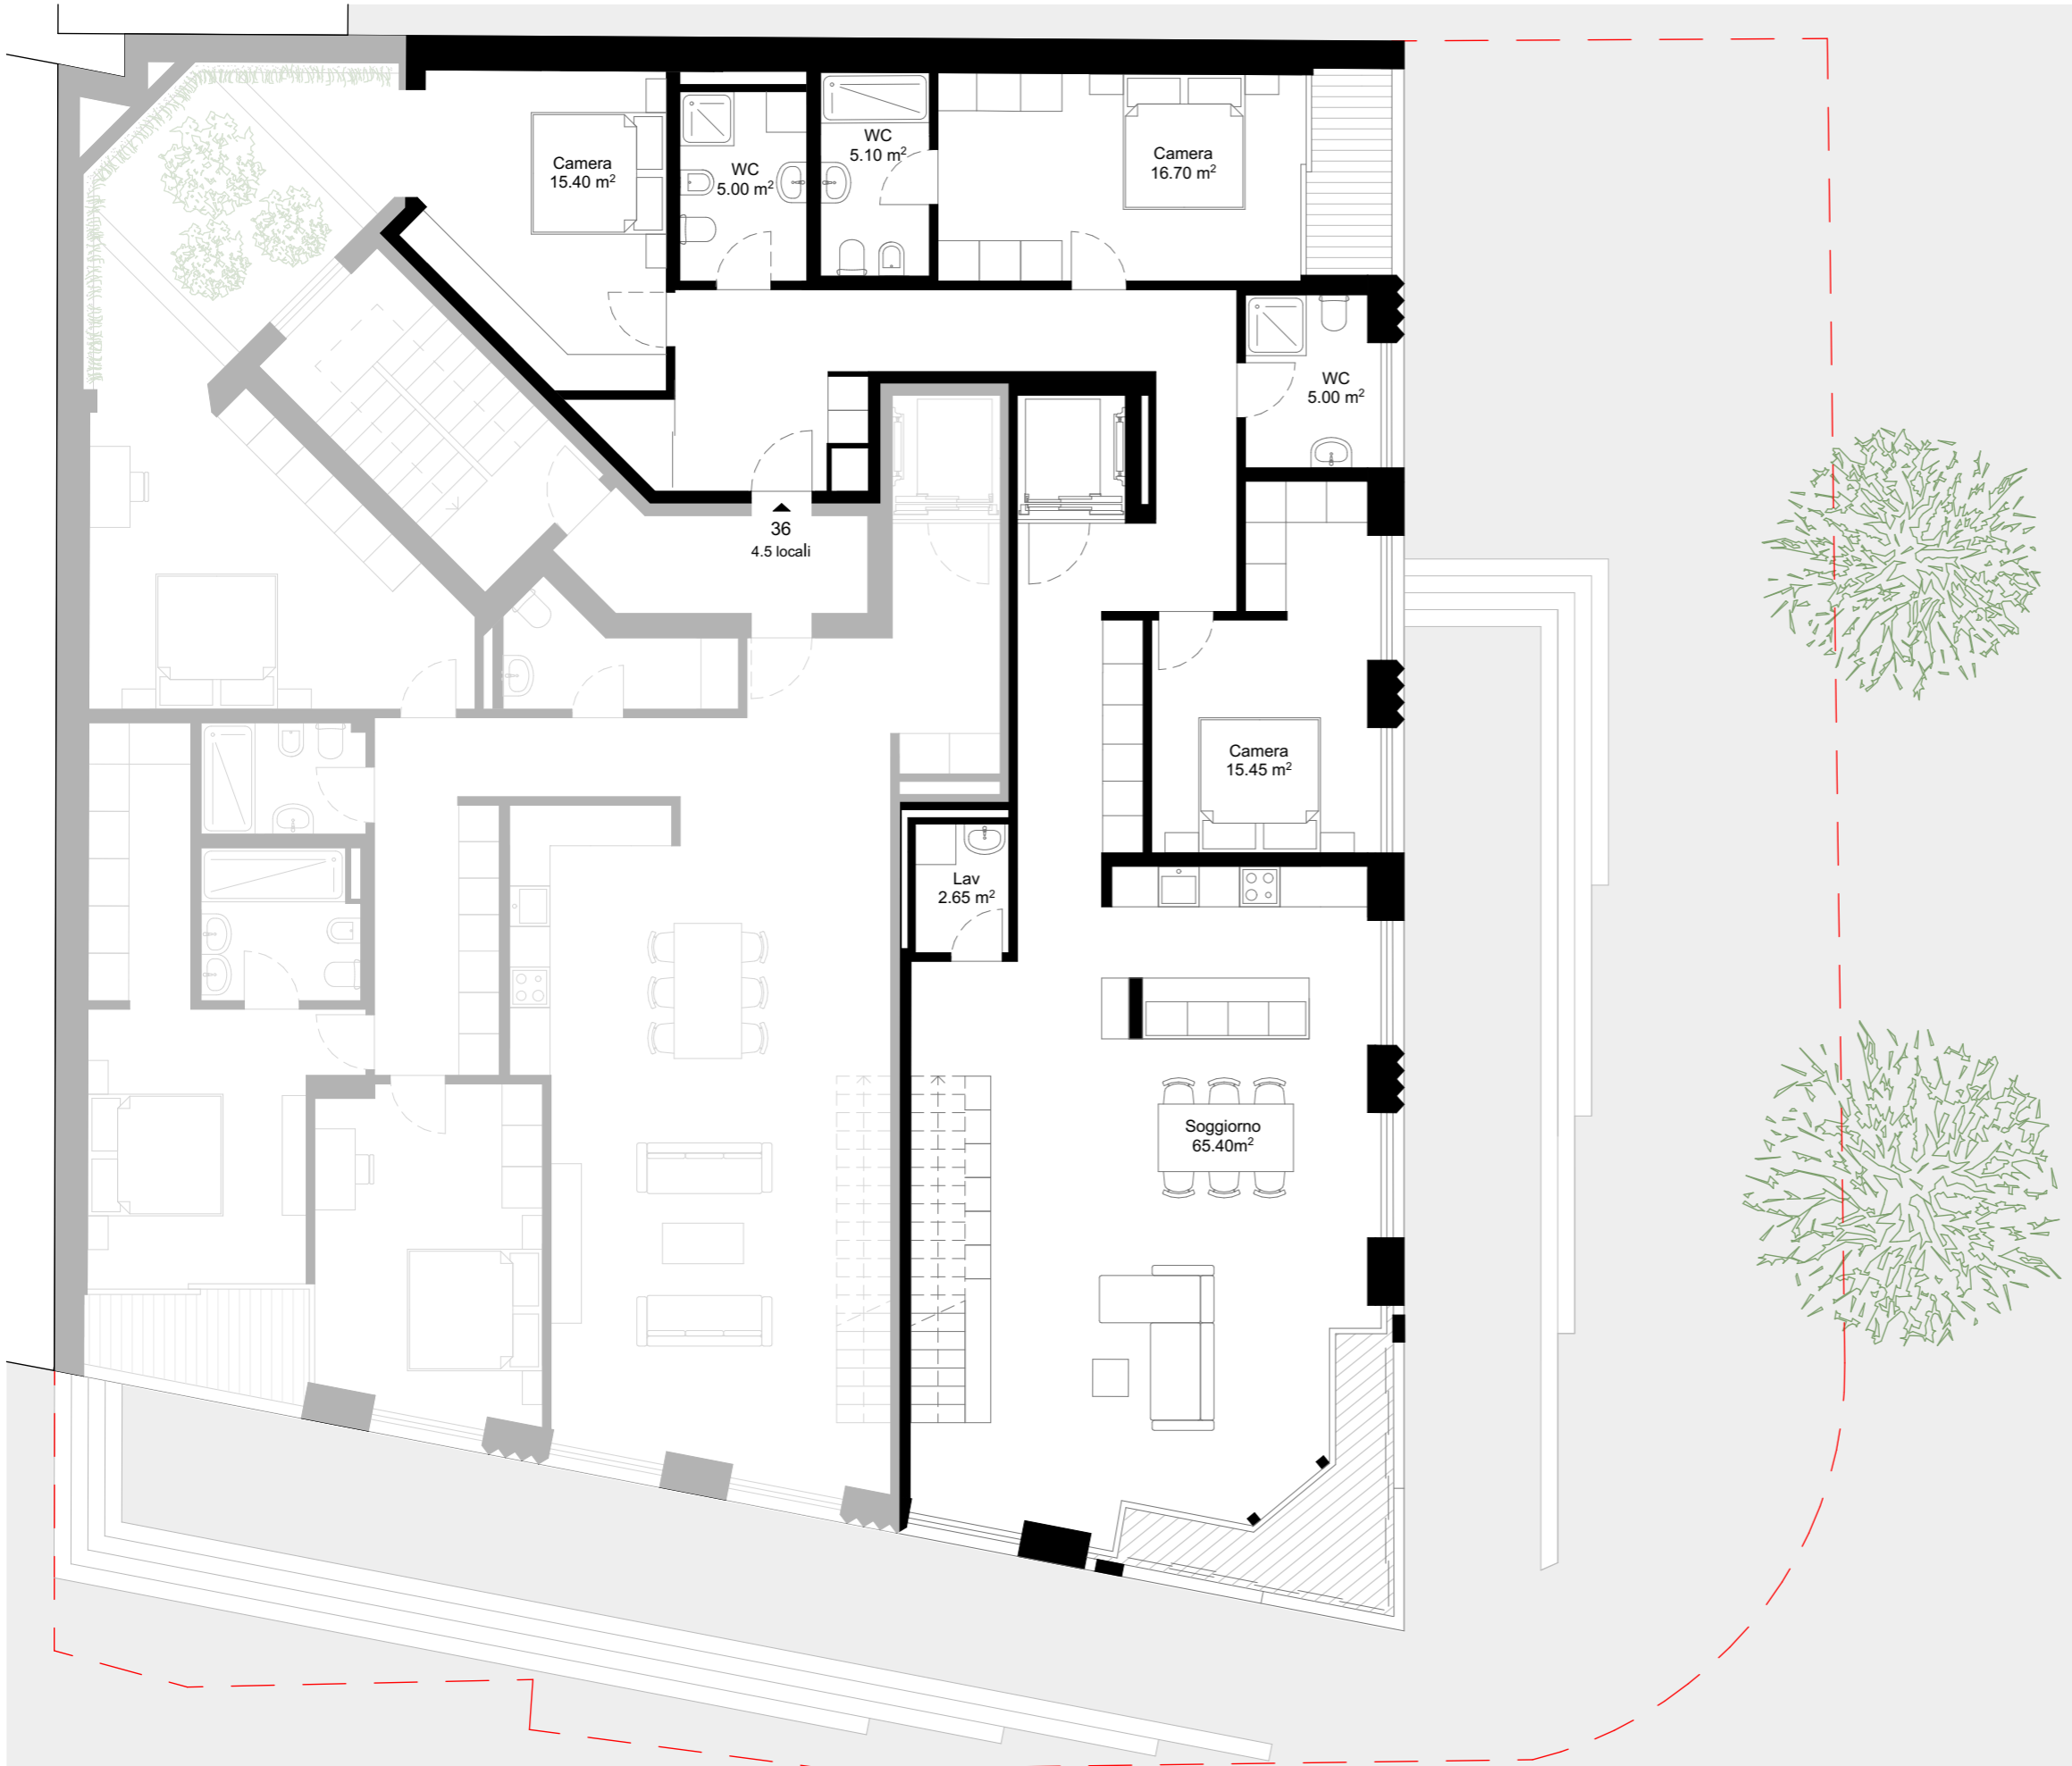 Camera
15.40 m²
WC
5.00 m²
WC
5.10 m²
Camera
16.70 m²
WC
5.00 m²
36
4.5 locali
Camera
15.45 m²
Lav
2.65 m²
Soggiorno
65.40m²